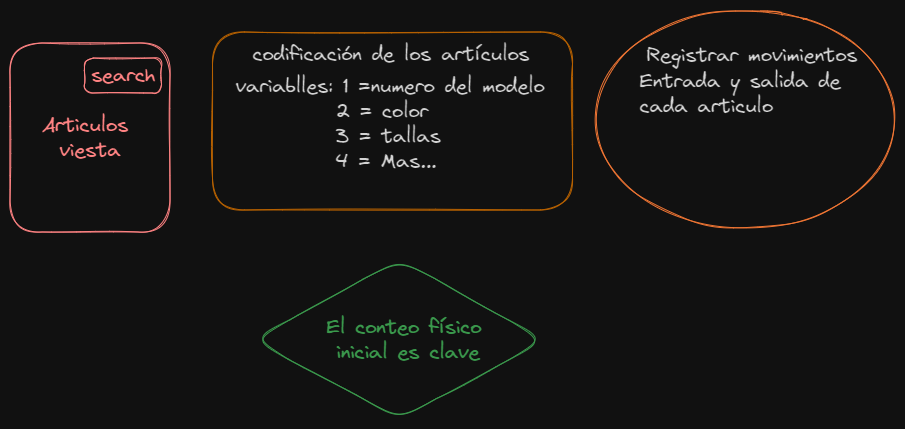 search
Articulos
viesta
codificación de los artículos
variablles: 1 =numero del modelo
2 = color
3 = tallas
4 = Mas...
Registrar movimientos
Entrada y salida de
cada articulo
El conteo físico
inicial es clave